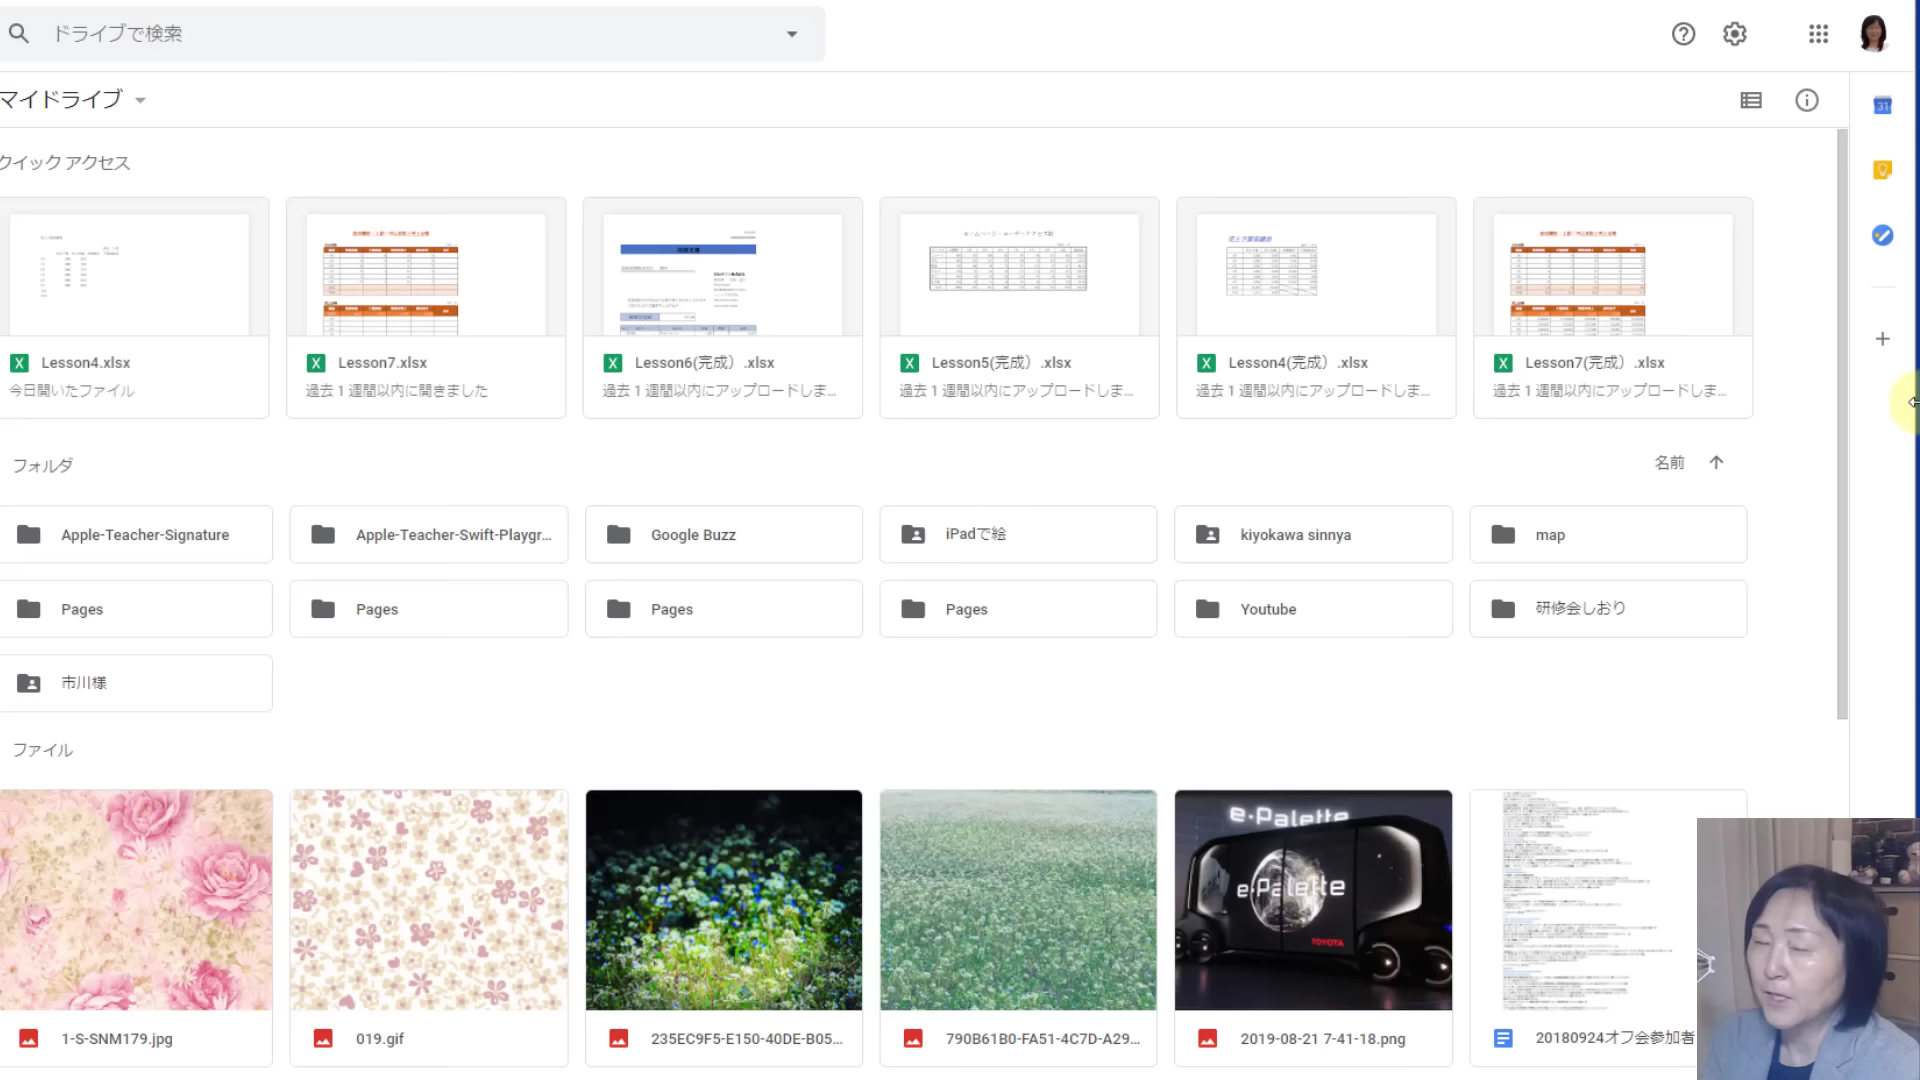 ドライブで検索
マイドライブ
31
クイック アクセス
Lesson4.xlsx
今日開いたファイル
Lesson7.xlsx
過去 1 週間以内に開きました
Lesson6(完成）.xlsx
過去 1 週間以内にアップロードしま...
Lesson5(完成）.xlsx
過去 1 週間以内にアップロードしま...
Lesson4(完成）.xlsx
過去 1 週間以内にアップロードしま...
Lesson7(完成）.xlsx
過去 1 週間以内にアップロードしま...
フォルダ
名前
Apple-Teacher-Signature
Apple-Teacher-Swift-Playgr...
Google Buzz
iPadで絵
kiyokawa sinnya
map
Pages
Pages
Pages
Pages
Youtube
研修会しおり
市川様
ファイル
e-Palette
e-Palette
TOYOTA
1-S-SNM179.jpg
019.gif
235EC9F5-E150-40DE-B05...
790B61B0-FA51-4C7D-A29...
2019-08-21 7-41-18.png
20180924オフ会参加者